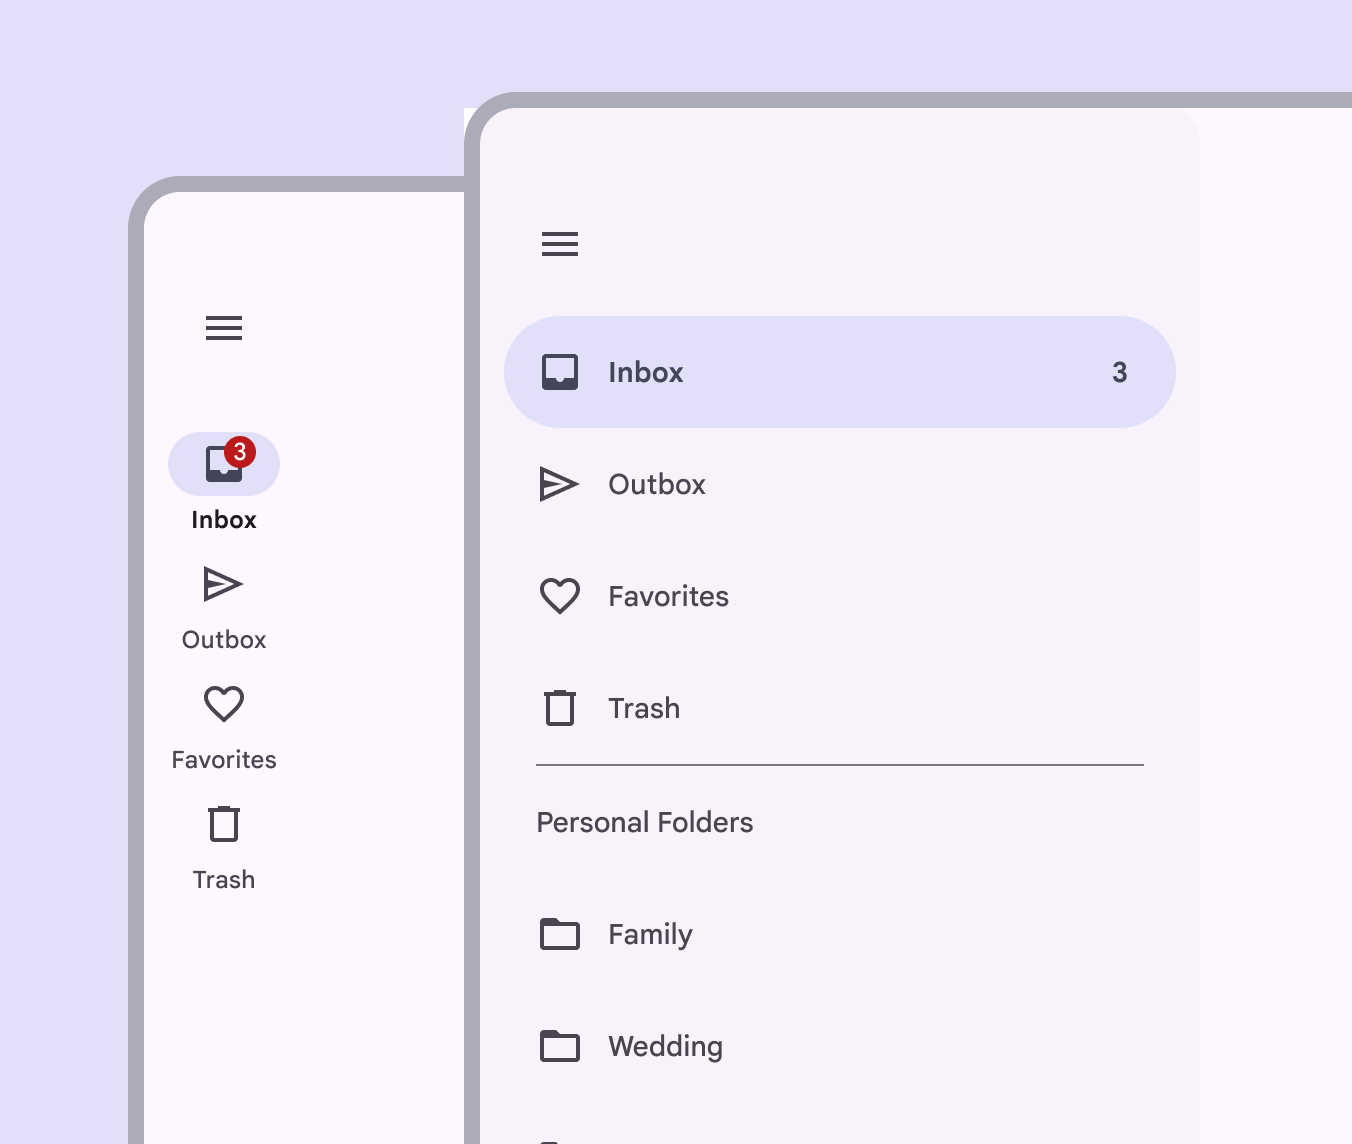 3
Inbox
Outbox
Favorites
Trash
Inbox 3
Outbox
Favorites
Trash
Personal Folders
Family
Wedding